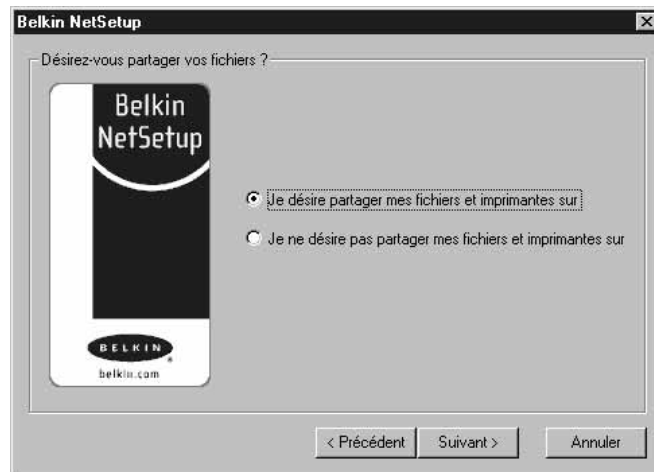 Belkin NetSetup
Désirez-vous partager vos fichiers ?
Belkin
NetSetup
Je désire partager mes fichiers et imprimantes sur
Je ne désire pas partager mes fichiers et imprimantes sur
BELKIN
®
belkin.com
< Précédent
Suivant >
Annuler